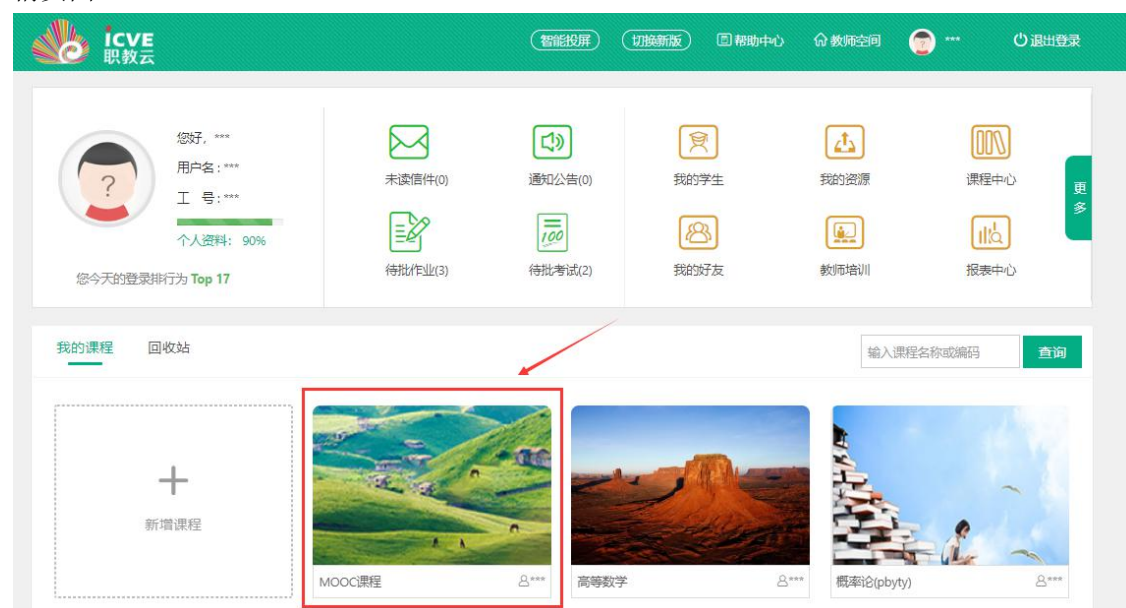 icve
职教云
智能投屏 切换新版 帮助中心 教师空间 *** 退出登录
您好，***
用户名：***
工 号：***
个人资料： 90%
您今天的登录排行为 Top 17
未读信件(0) 通知公告(0) 我的学生 我的资源 课程中心
待批作业(3) 待批考试(2) 我的好友 教师培训 报表中心
100
更多
我的课程 回收站 输入课程名称或编码 查询
新增课程
MOOC课程 *** 高等数学 *** 概率论(pbyty) ***